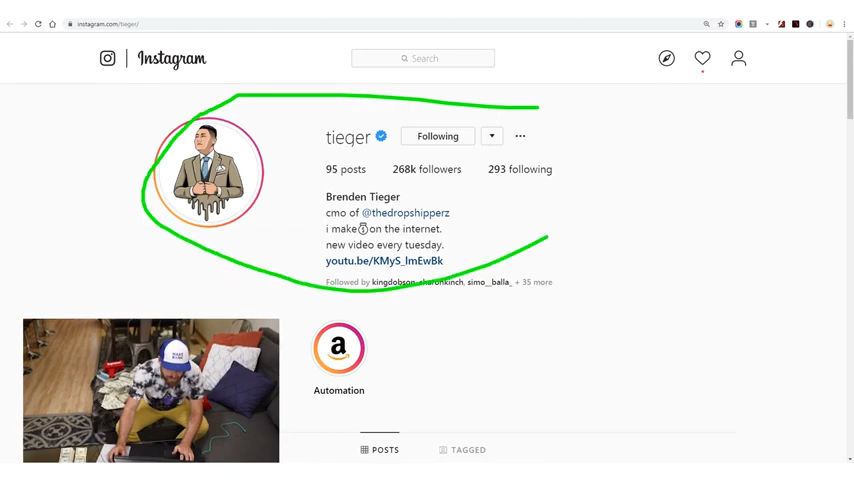 instagram.com/tieger/
Instagram
Search
tieger
Following
95 posts 268k followers 293 following
Brenden Tieger
cmo of @thedropshipperz
i make on the internet.
new video every tuesday.
youtu.be/KMyS_lmEwBk
Followed by kingdobson, sharonkinch, simo__balla_ + 35 more
a
Automation
POSTS
TAGGED